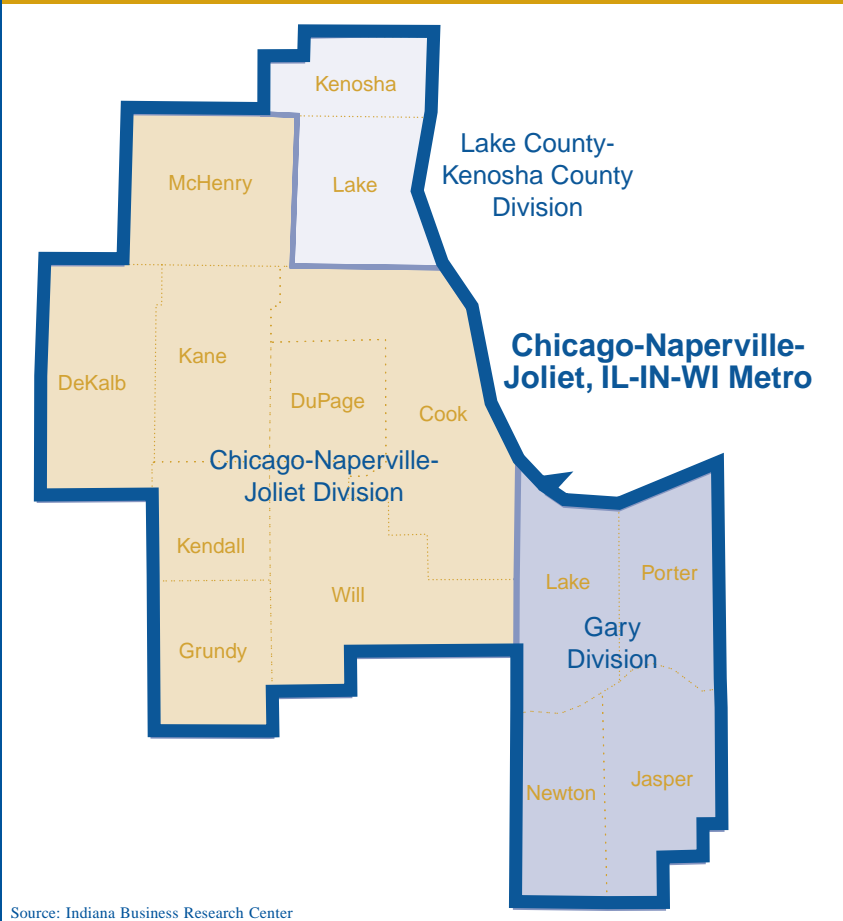 Kenosha
Lake County-
Kenosha County
Division
McHenry
Lake
Chicago-Naperville-
Joliet, IL-IN-WI Metro
Kane
DeKalb
DuPage
Cook
Chicago-Naperville-
Joliet Division
Kendall
Will
Grundy
Lake
Porter
Gary
Division
Newton
Jasper
Source: Indiana Business Research Center